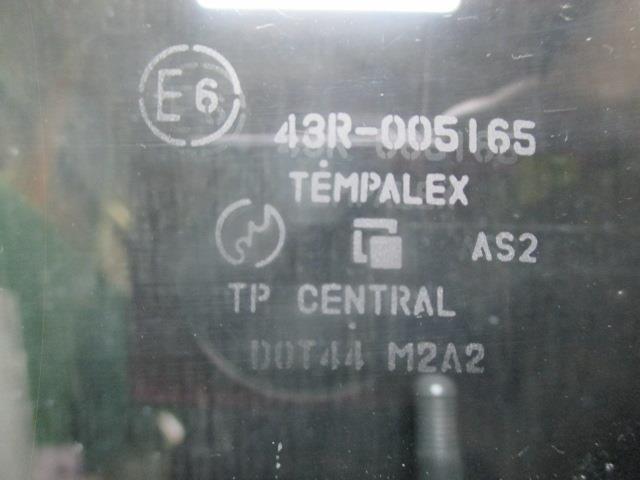 E6
43R-005165
TEMPALEX
AS2
TP CENTRAL
DOT44 M2A2